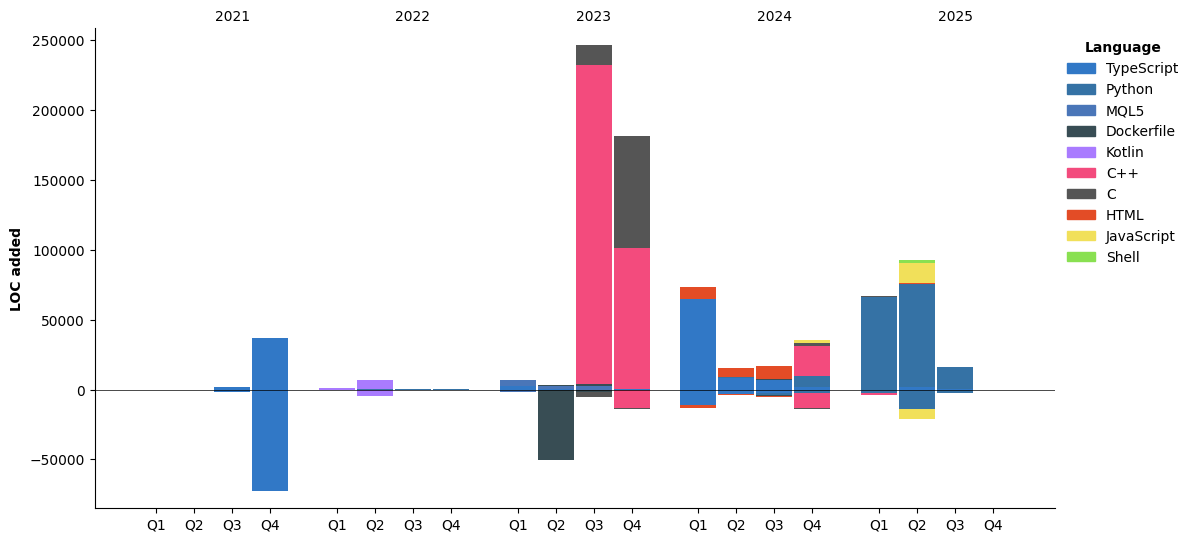 2021 2022 2023 2024 2025
250000
200000
150000
100000
50000
0
−50000
LOC added
Q1 Q2 Q3 Q4 Q1 Q2 Q3 Q4 Q1 Q2 Q3 Q4 Q1 Q2 Q3 Q4 Q1 Q2 Q3 Q4
Language
TypeScript
Python
MQL5
Dockerfile
Kotlin
C++
C
HTML
JavaScript
Shell